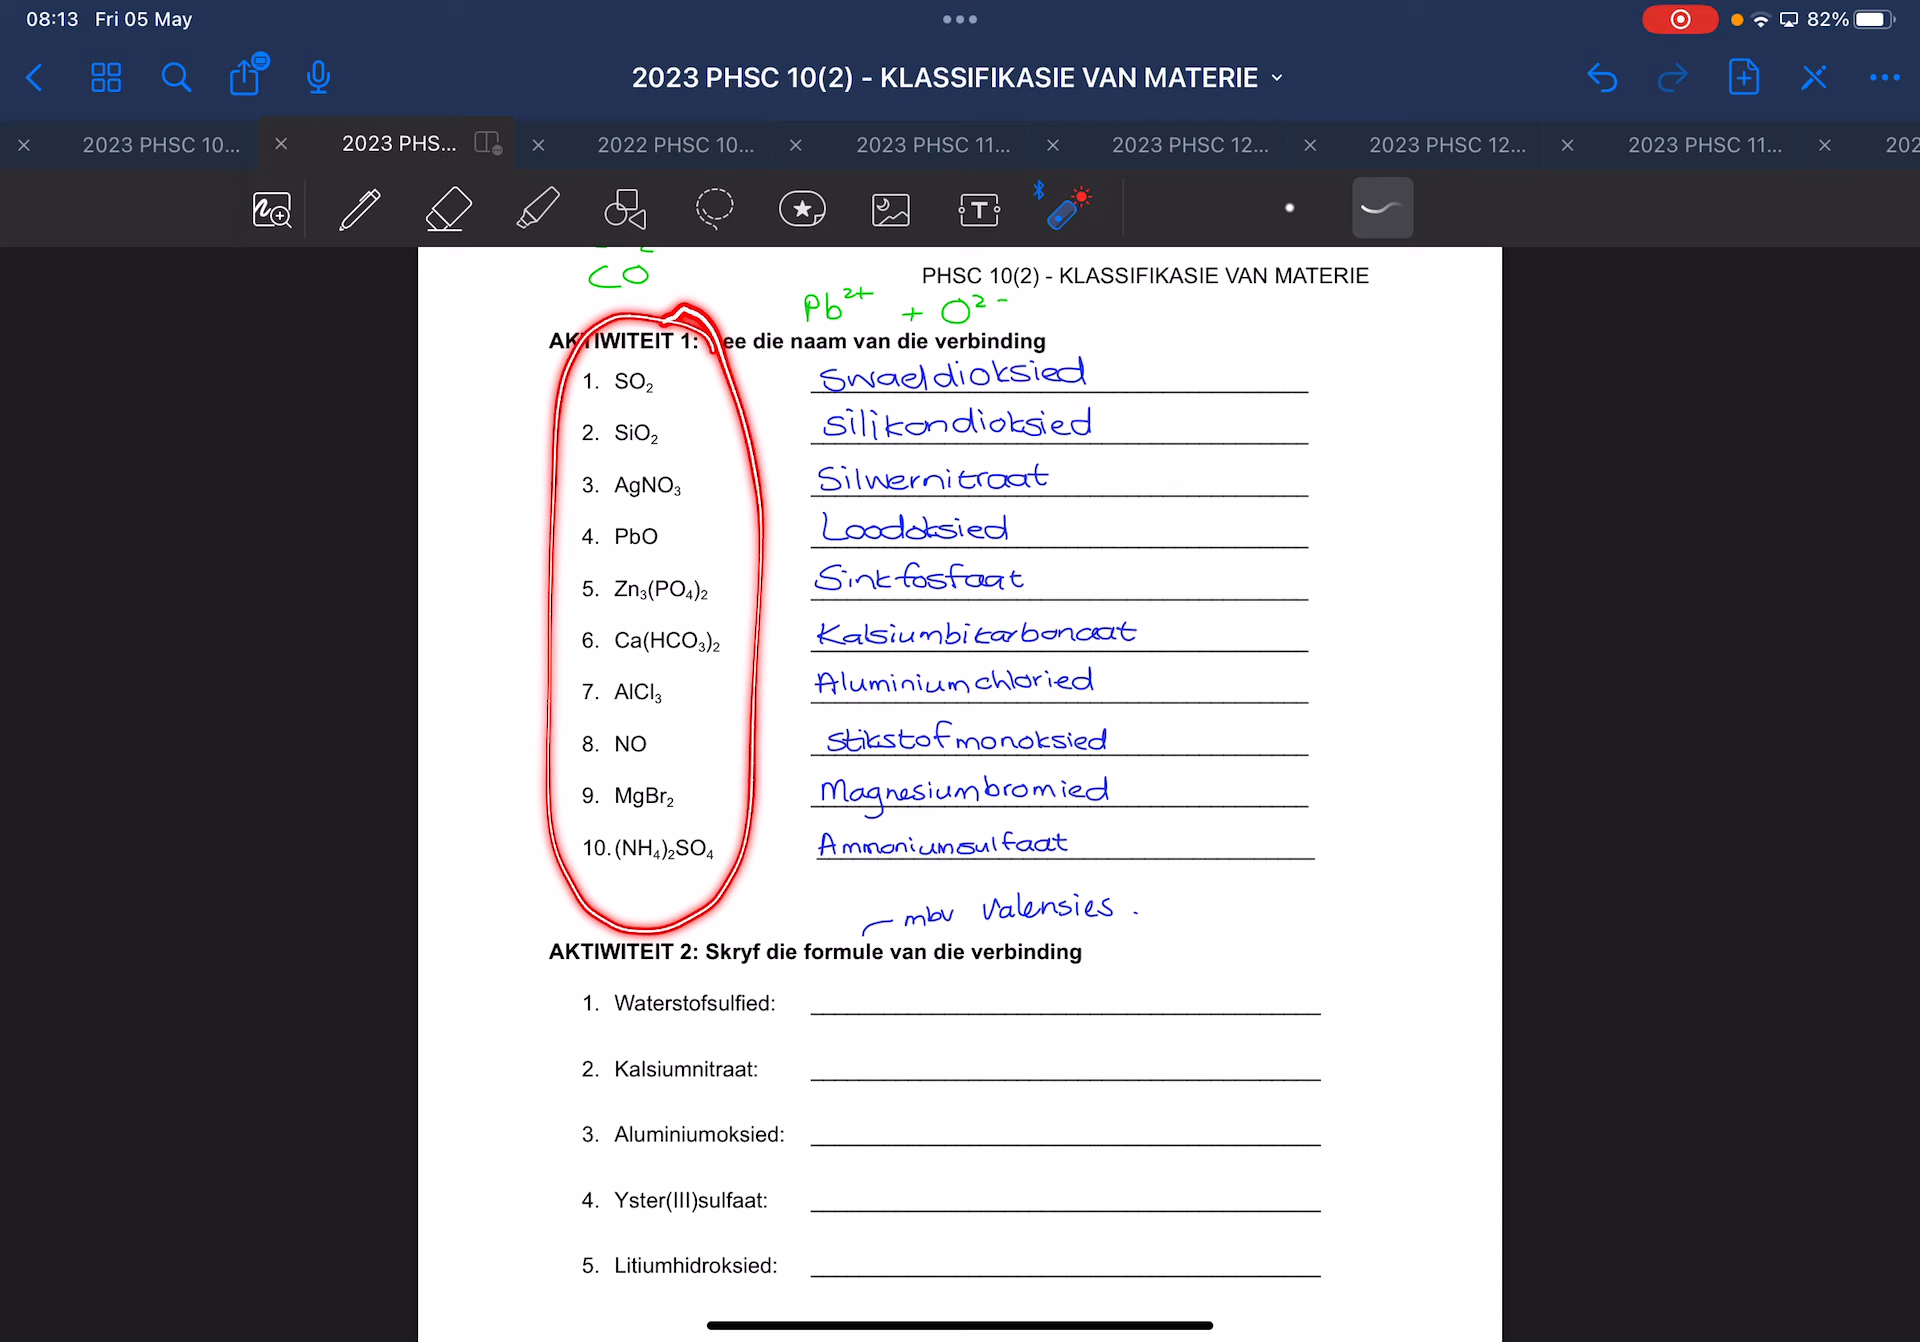 08:13 Fri 05 May
82%
2023 PHSC 10(2) - KLASSIFIKASIE VAN MATERIE
2023 PHSC 10... 2023 PHS... 2022 PHSC 10... 2023 PHSC 11... 2023 PHSC 12... 2023 PHSC 12... 2023 PHSC 11... 202
CO
PHSC 10(2) - KLASSIFIKASIE VAN MATERIE
Pb²⁺ + O²⁻
AKTIWITEIT 1: ee die naam van die verbinding
1. SO₂ Swaeldioksied
2. SiO₂ Silikondioksied
3. AgNO₃ Silwernitraat
4. PbO Loodoksied
5. Zn₃(PO₄)₂ Sinkfosfaat
6. Ca(HCO₃)₂ Kalsiumbikarbonaat
7. AlCl₃ Aluminiumchloried
8. NO Stikstofmonoksied
9. MgBr₂ Magnesiumbromied
10. (NH₄)₂SO₄ Ammoniumsulfaat
mbv Valensies.
AKTIWITEIT 2: Skryf die formule van die verbinding
1. Waterstofsulfied:
2. Kalsiumnitraat:
3. Aluminiumoksied:
4. Yster(III)sulfaat:
5. Litiumhidroksied: